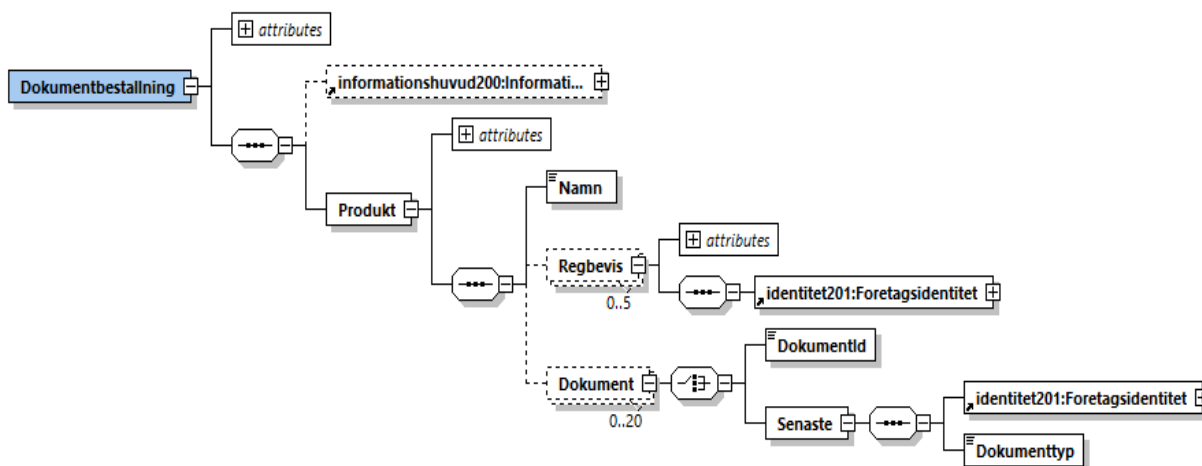 attributes
Dokumentbestallning
informationshuvud200:Informati...
attributes
Produkt
Namn
attributes
Regbevis
0..5
identitet201:Foretagsidentitet
DokumentId
Dokument
0..20
identitet201:Foretagsidentitet
Senaste
Dokumenttyp